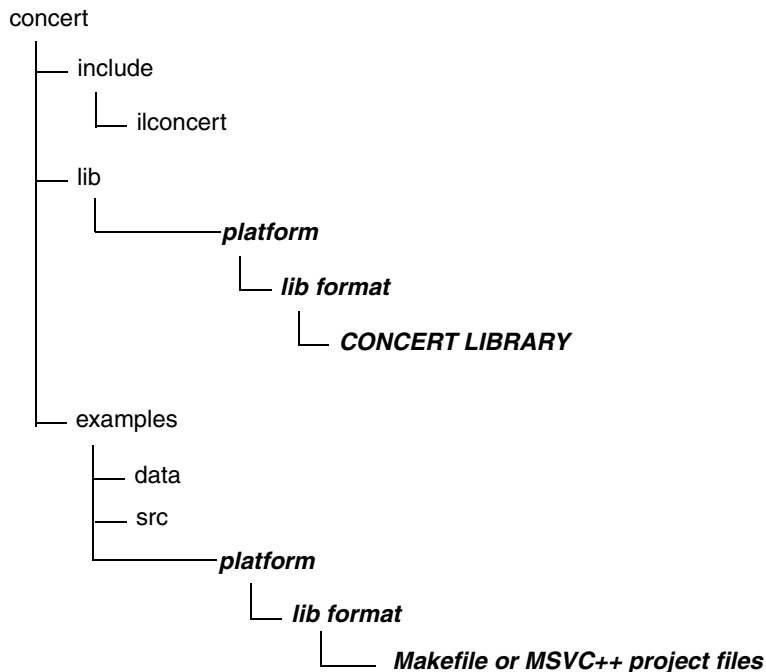 concert
include
ilconcert
lib
platform
lib format
CONCERT LIBRARY
examples
data
src
platform
lib format
Makefile or MSVC++ project files